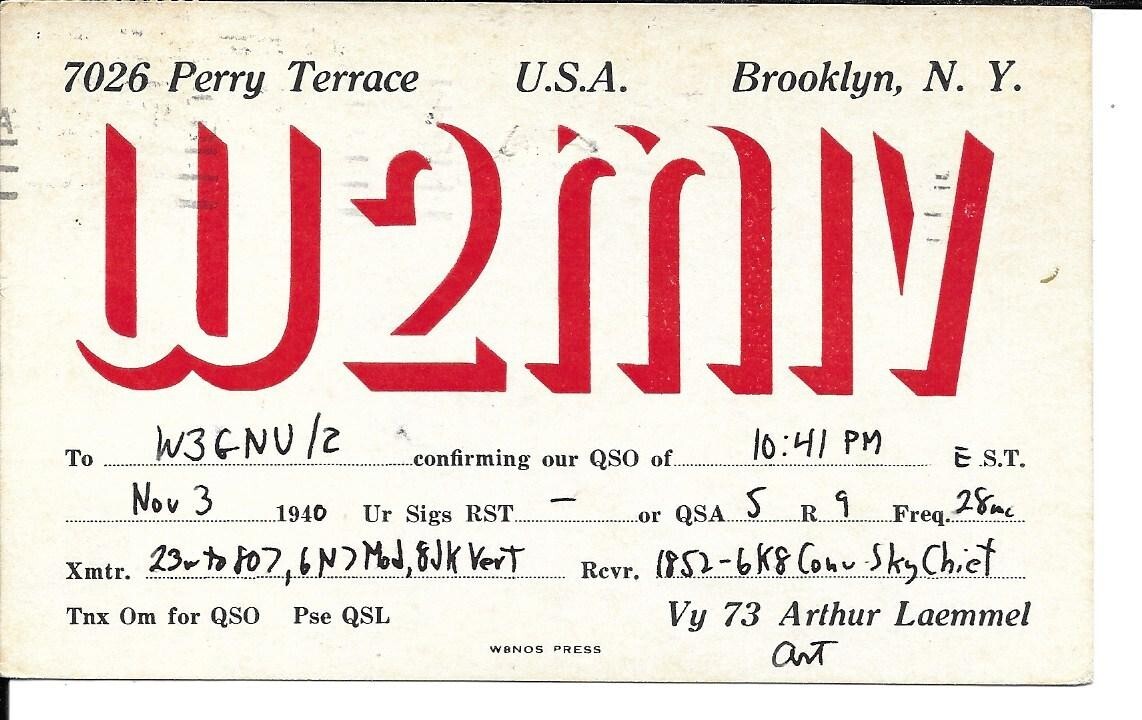 7026 Perry Terrace U.S.A. Brooklyn, N. Y.
W2MIV
To W3GNU/2 confirming our QSO of 10:41 PM E S.T.
Nov 3 1940 Ur Sigs RST — or QSA 5 R 9 Freq. 28mc
Xmtr. 23w to 807, 6N7 Mod, 8JK Vert Rcvr. 1852-6K8 Conv-Sky Chief
Tnx Om for QSO Pse QSL Vy 73 Arthur Laemmel
W8NOS PRESS
Art